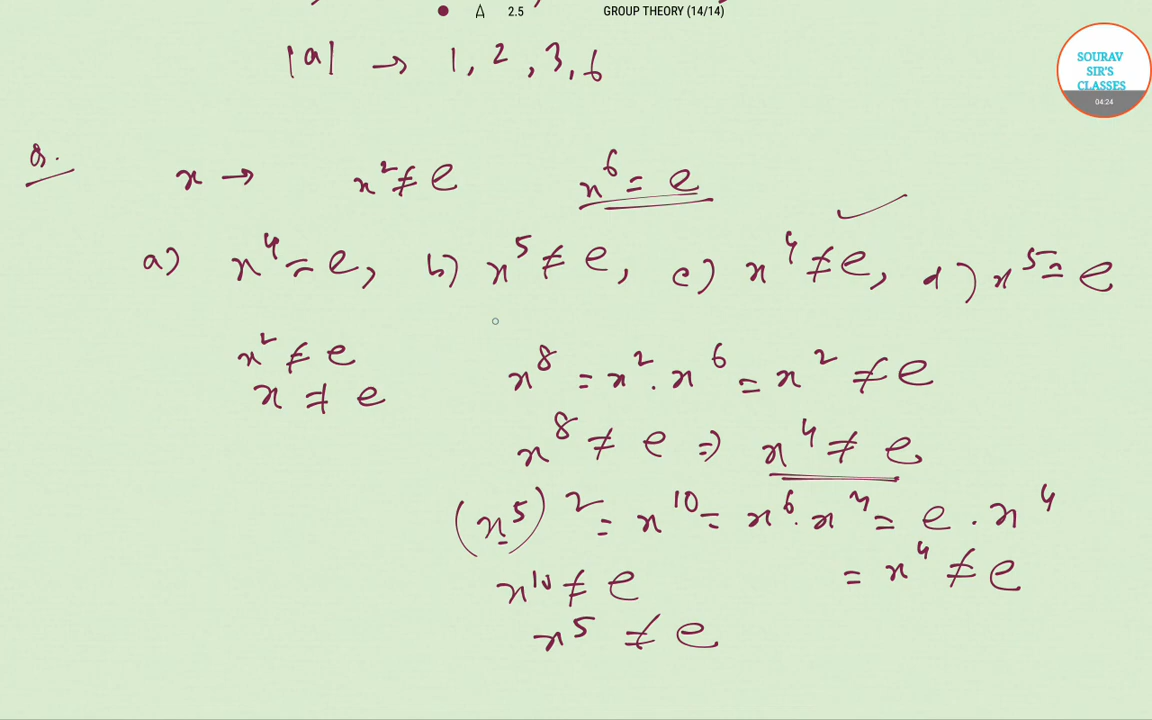 A 2.5 GROUP THEORY (14/14)
SOURAV
SIR'S
CLASSES
04:24
|a| → 1, 2, 3, 6
Q. x → x² ≠ e x⁶ = e
a) x⁴ = e, b) x⁵ ≠ e, c) x⁴ ≠ e, d) x⁵ = e
x² ≠ e
x ≠ e
x⁸ = x² . x⁶ = x² ≠ e
x⁸ ≠ e ⇒ x⁴ ≠ e
(x⁵)² = x¹⁰ = x⁶ . x⁴ = e . x⁴
= x⁴ ≠ e
x¹⁰ ≠ e
x⁵ ≠ e